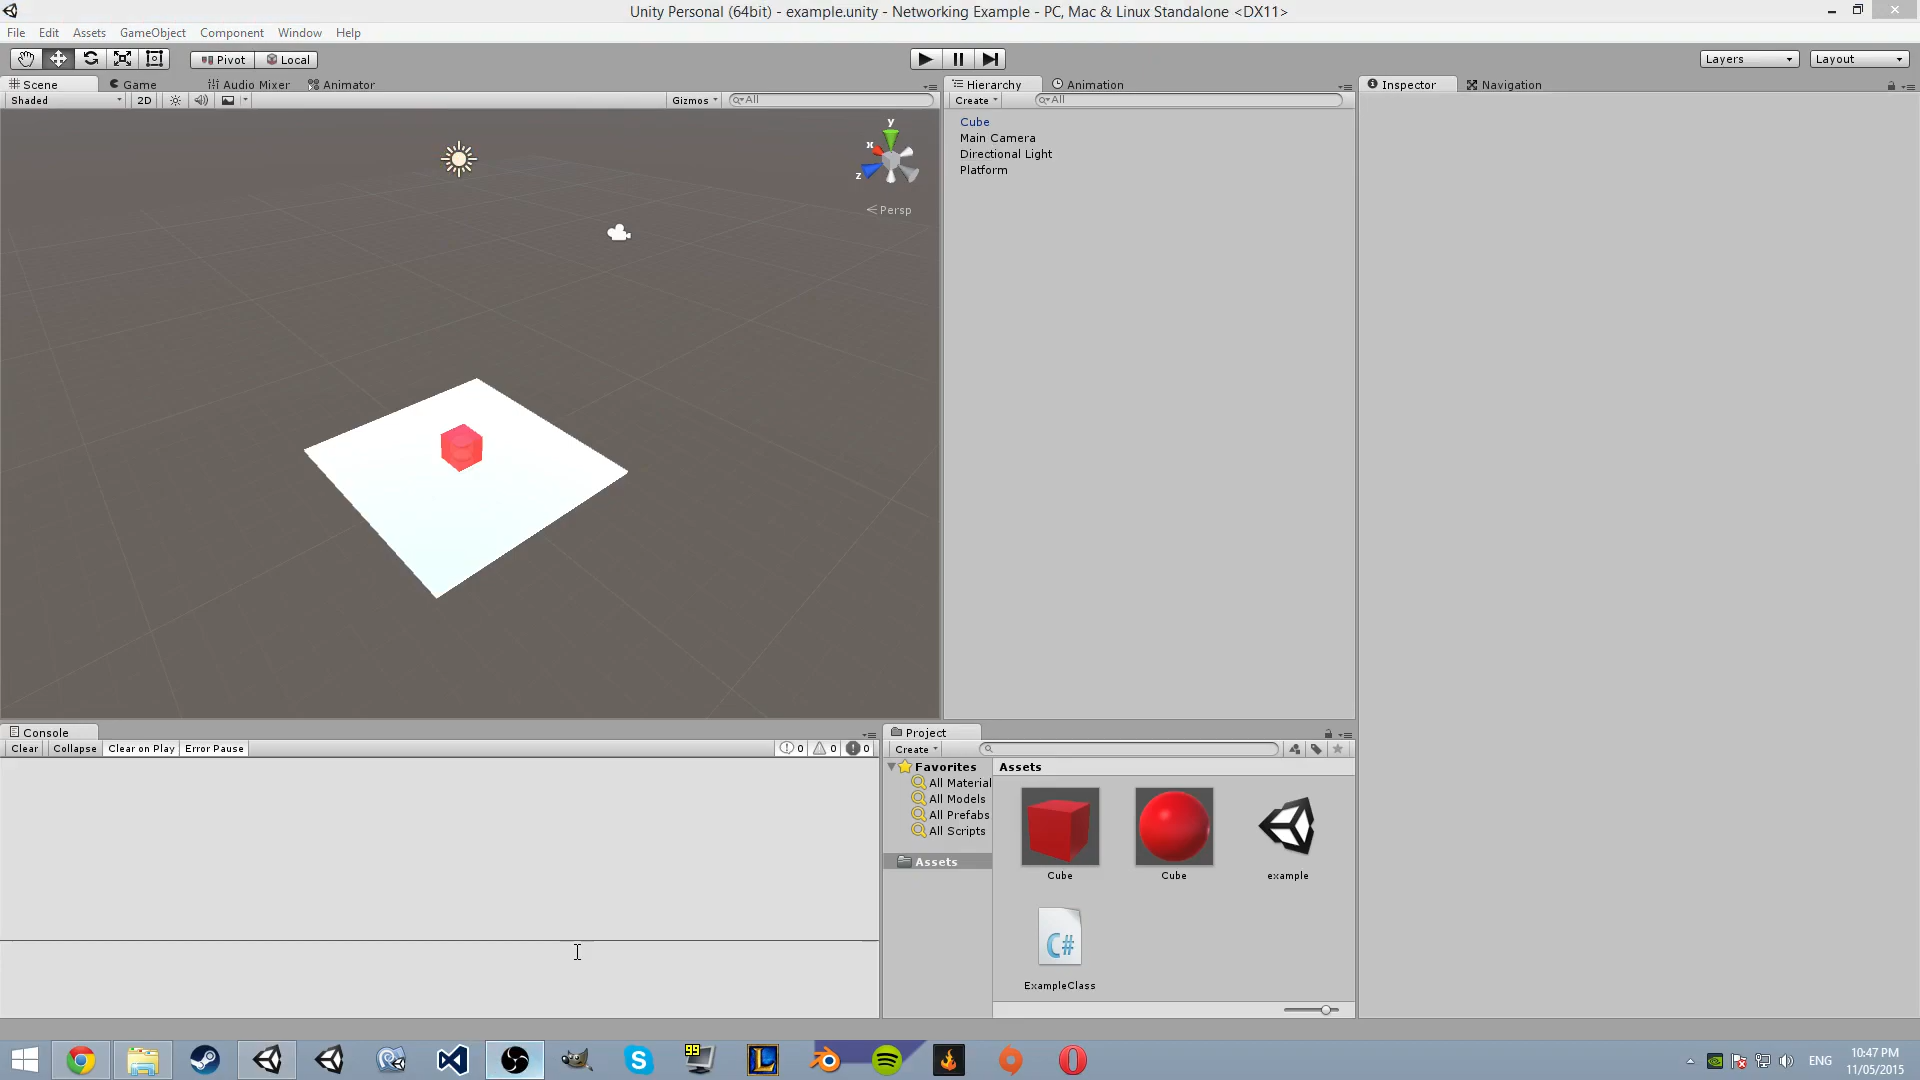 Unity Personal (64bit) - example.unity - Networking Example - PC, Mac & Linux Standalone <DX11>
File Edit Assets GameObject Component Window Help
Pivot Local Layers Layout
Scene Game Audio Mixer Animator Hierarchy Animation Inspector Navigation
Shaded 2D Gizmos All Create All
Cube
Main Camera
Directional Light
Platform
y
x
z
Persp
Console
Clear Collapse Clear on Play Error Pause 0 0 0
Project
Create
Favorites
All Material
All Models
All Prefabs
All Scripts
Assets
Assets
Cube
Cube
example
C#
ExampleClass
99
L
ENG
10:47 PM
11/05/2015